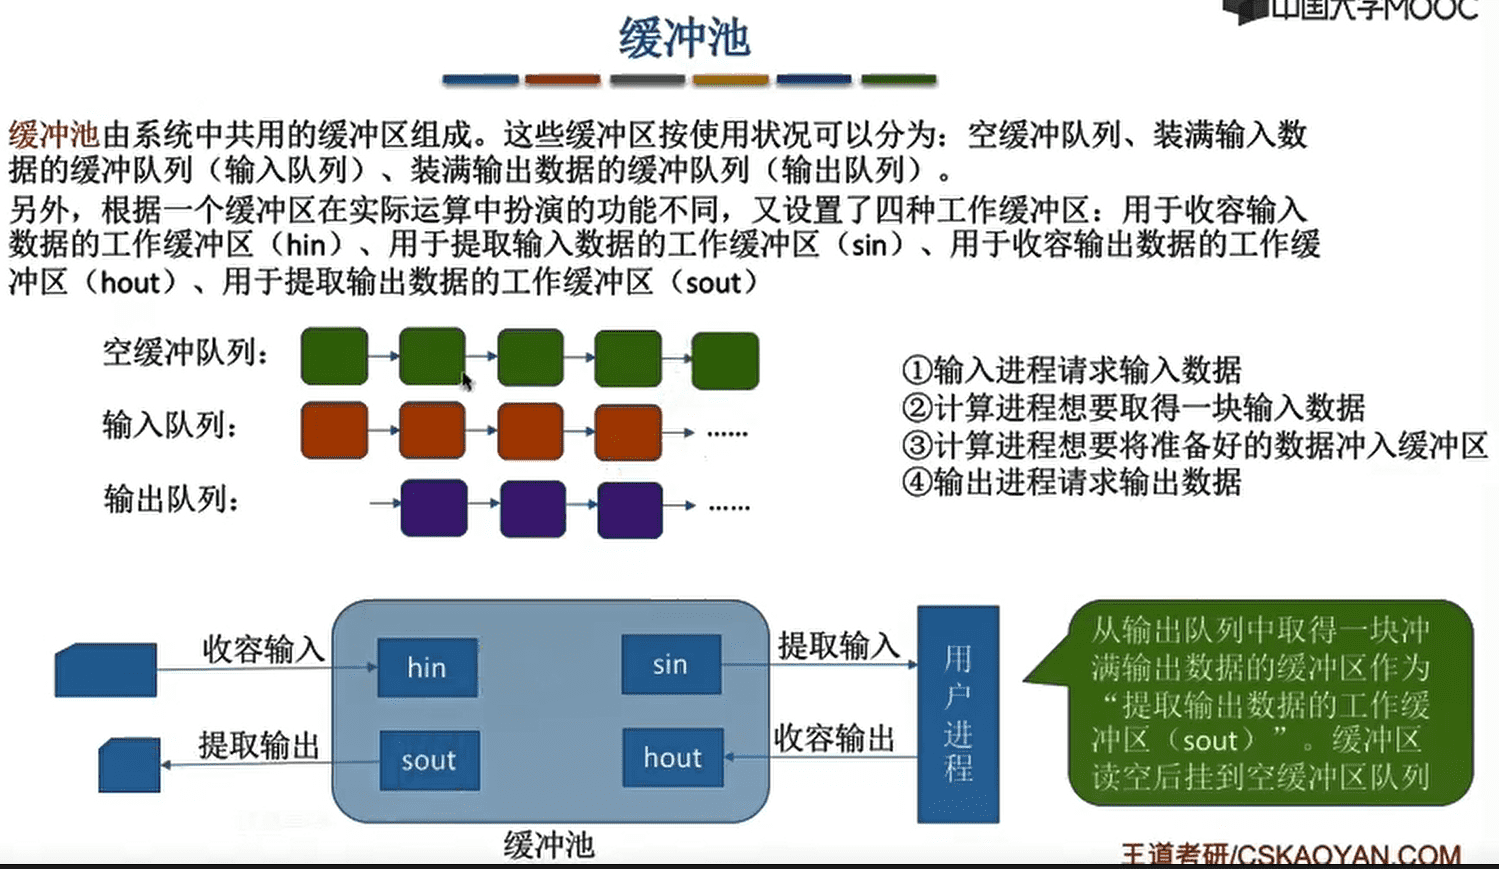 中国大学MOOC
缓冲池
缓冲池由系统中共用的缓冲区组成。这些缓冲区按使用状况可以分为：空缓冲队列、装满输入数
据的缓冲队列（输入队列）、装满输出数据的缓冲队列（输出队列）。
另外，根据一个缓冲区在实际运算中扮演的功能不同，又设置了四种工作缓冲区：用于收容输入
数据的工作缓冲区（hin）、用于提取输入数据的工作缓冲区（sin）、用于收容输出数据的工作缓
冲区（hout）、用于提取输出数据的工作缓冲区（sout）
空缓冲队列：
输入队列：
……
输出队列：
……
①输入进程请求输入数据
②计算进程想要取得一块输入数据
③计算进程想要将准备好的数据冲入缓冲区
④输出进程请求输出数据
收容输入
hin
sin
提取输入
提取输出
sout
hout
收容输出
用户进程
缓冲池
从输出队列中取得一块冲
满输出数据的缓冲区作为
“提取输出数据的工作缓
冲区（sout）”。缓冲区
读空后挂到空缓冲区队列
王道考研/CSKAOYAN.COM